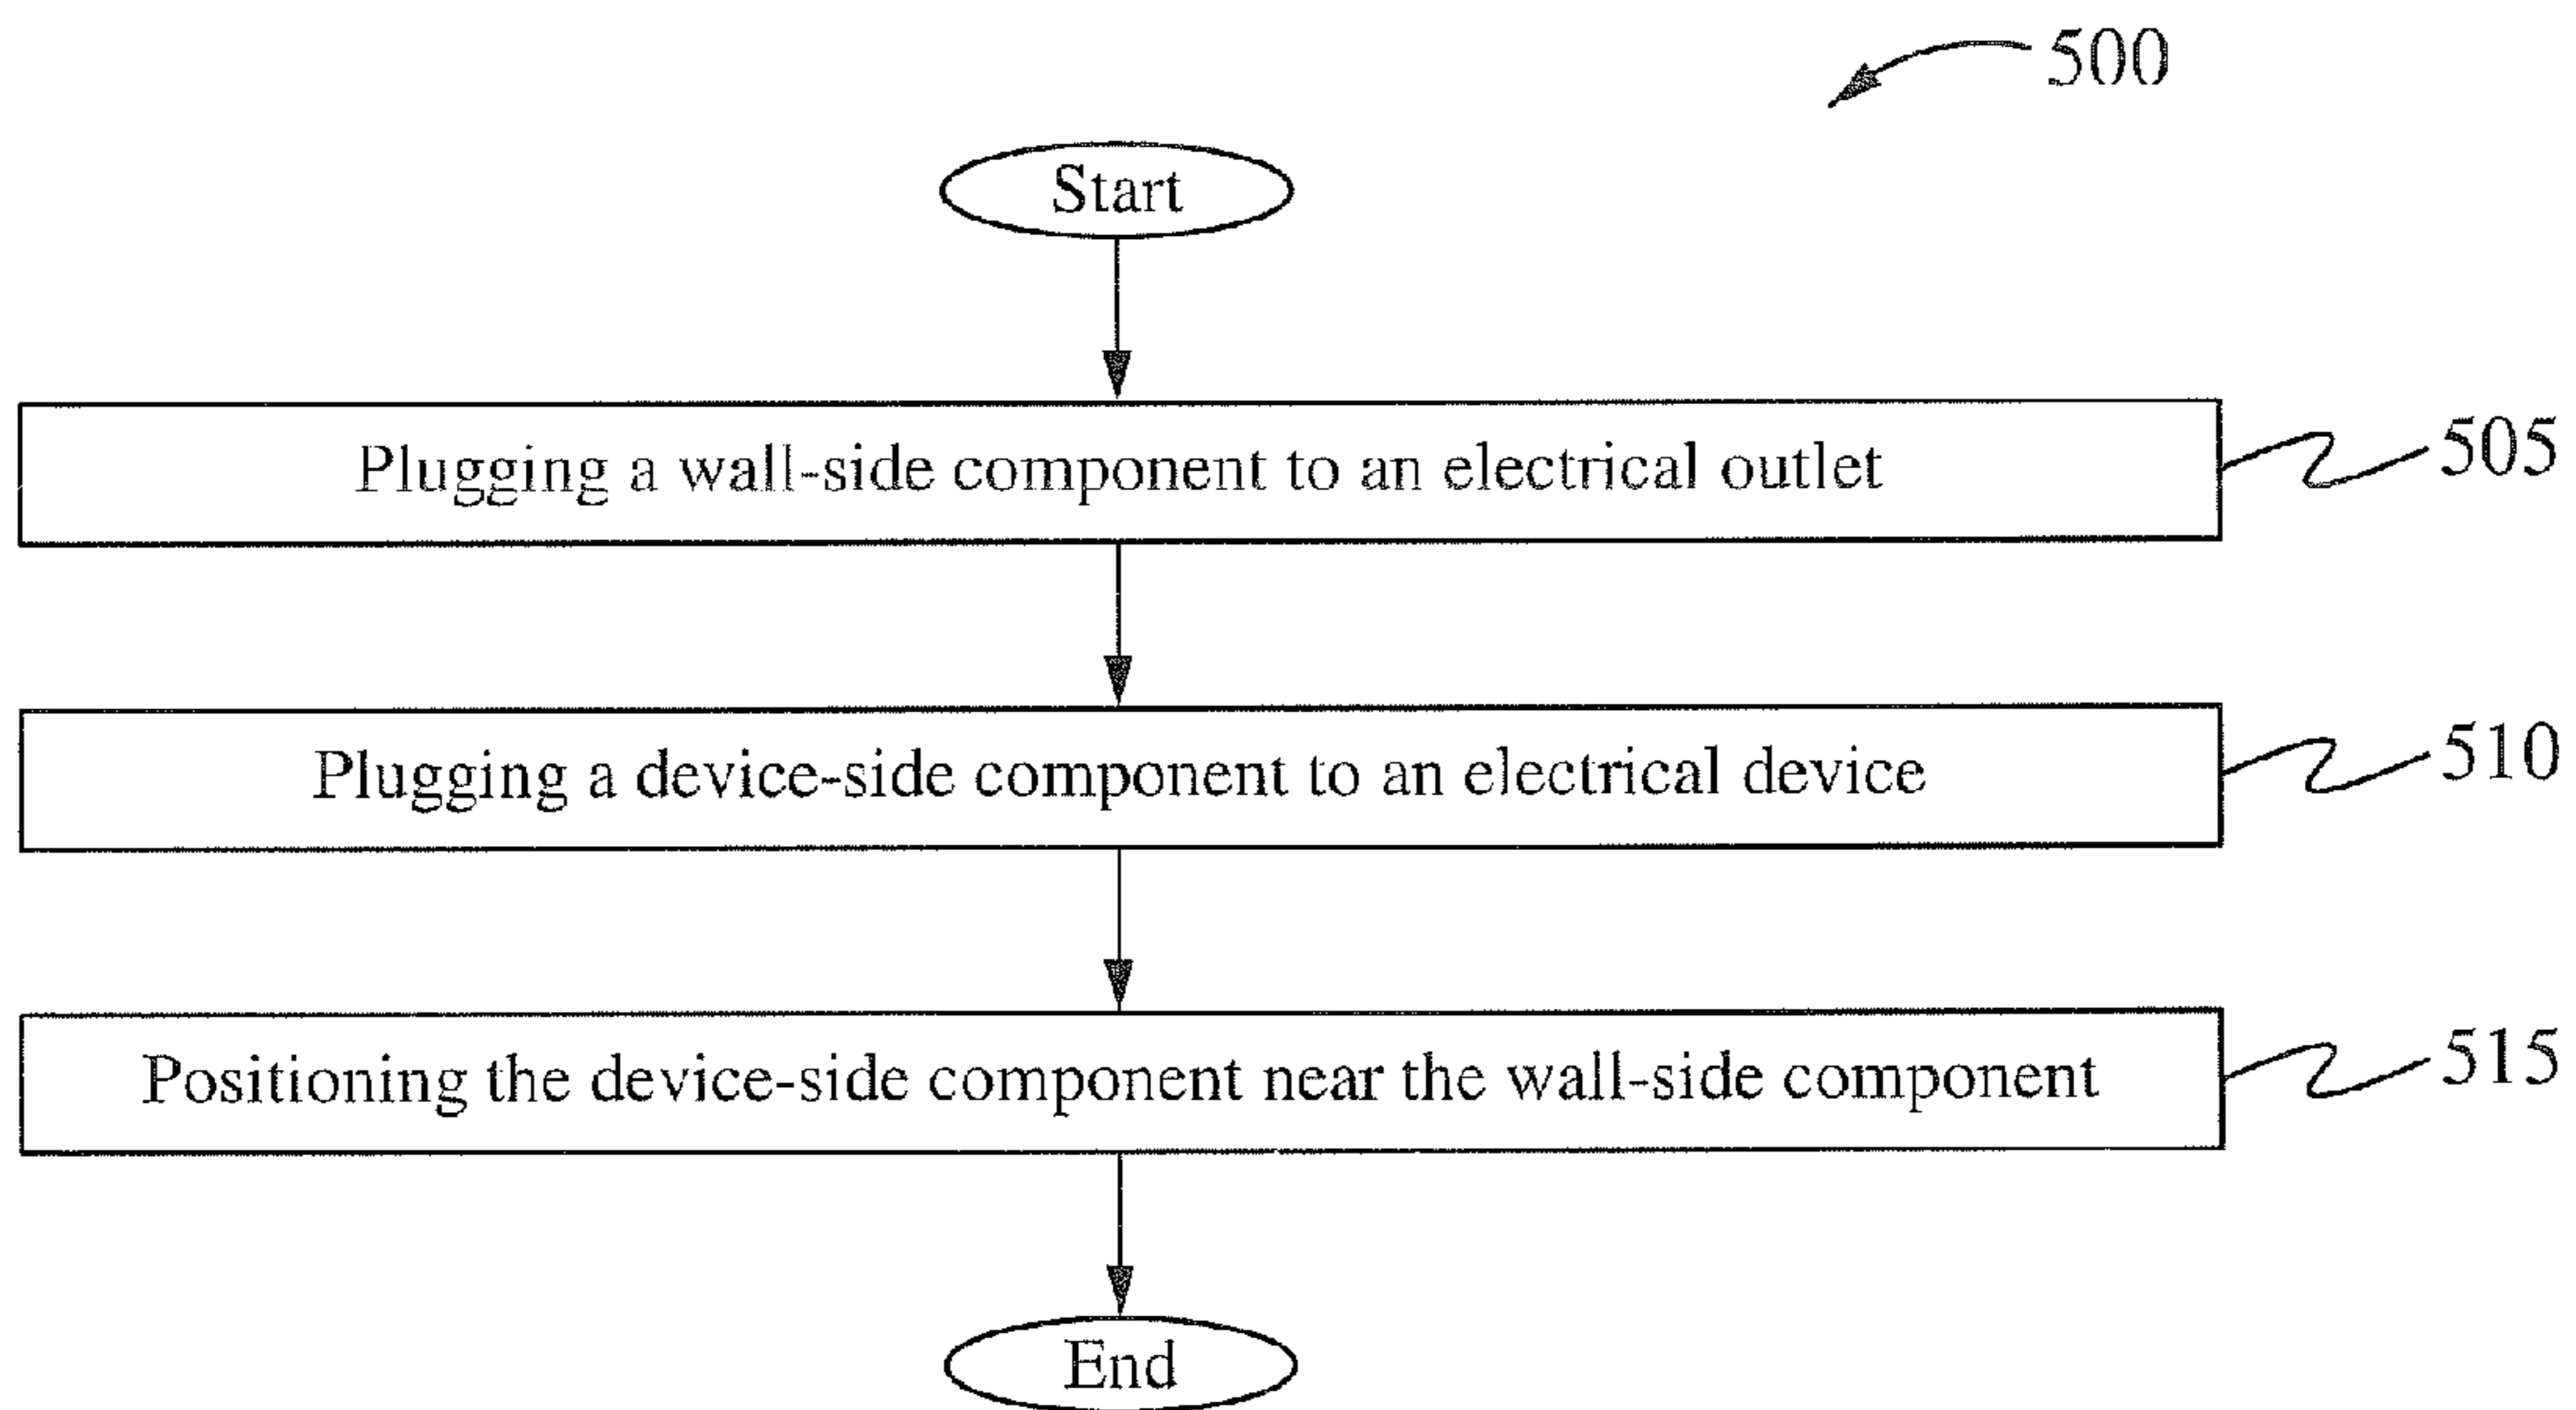 500
Start
Plugging a wall-side component to an electrical outlet
505
Plugging a device-side component to an electrical device
510
Positioning the device-side component near the wall-side component
515
End